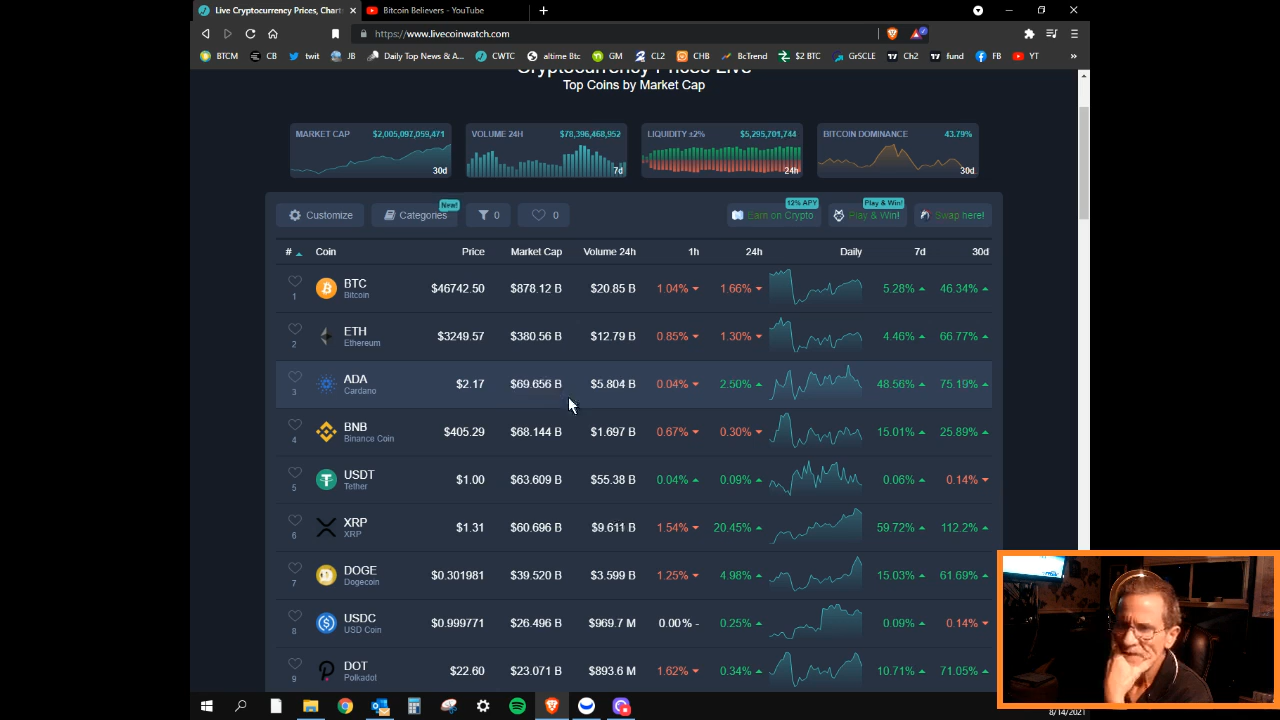 Live Cryptocurrency Prices, Chart
Bitcoin Believers - YouTube
https://www.livecoinwatch.com
BTCM CB twit JB Daily Top News & A... CWTC altime Btc GM CL2 CHB BcTrend $2 BTC GrSCLE Ch2 fund FB YT »
Cryptocurrency Prices Live
Top Coins by Market Cap
MARKET CAP $2,005,097,059,471
30d
VOLUME 24H $78,396,468,952
7d
LIQUIDITY ±2% $5,295,701,744
24h
BITCOIN DOMINANCE 43.79%
30d
Customize
Categories New!
0
0
Earn on Crypto 12% APY
Play & Win! Play & Win!
Swap here!
# Coin Price Market Cap Volume 24h 1h 24h Daily 7d 30d
1 BTC $46742.50 $878.12 B $20.85 B 1.04% 1.66% 5.28% 46.34%
Bitcoin
2 ETH $3249.57 $380.56 B $12.79 B 0.85% 1.30% 4.46% 66.77%
Ethereum
3 ADA $2.17 $69.656 B $5.804 B 0.04% 2.50% 48.56% 75.19%
Cardano
4 BNB $405.29 $68.144 B $1.697 B 0.67% 0.30% 15.01% 25.89%
Binance Coin
5 USDT $1.00 $63.609 B $55.38 B 0.04% 0.09% 0.06% 0.14%
Tether
6 XRP $1.31 $60.696 B $9.611 B 1.54% 20.45% 59.72% 112.2%
XRP
7 DOGE $0.301981 $39.520 B $3.599 B 1.25% 4.98% 15.03% 61.69%
Dogecoin
8 USDC $0.999771 $26.496 B $969.7 M 0.00% - 0.25% 0.09% 0.14%
USD Coin
9 DOT $22.60 $23.071 B $893.6 M 1.62% 0.34% 10.71% 71.05%
Polkadot
8/14/2021